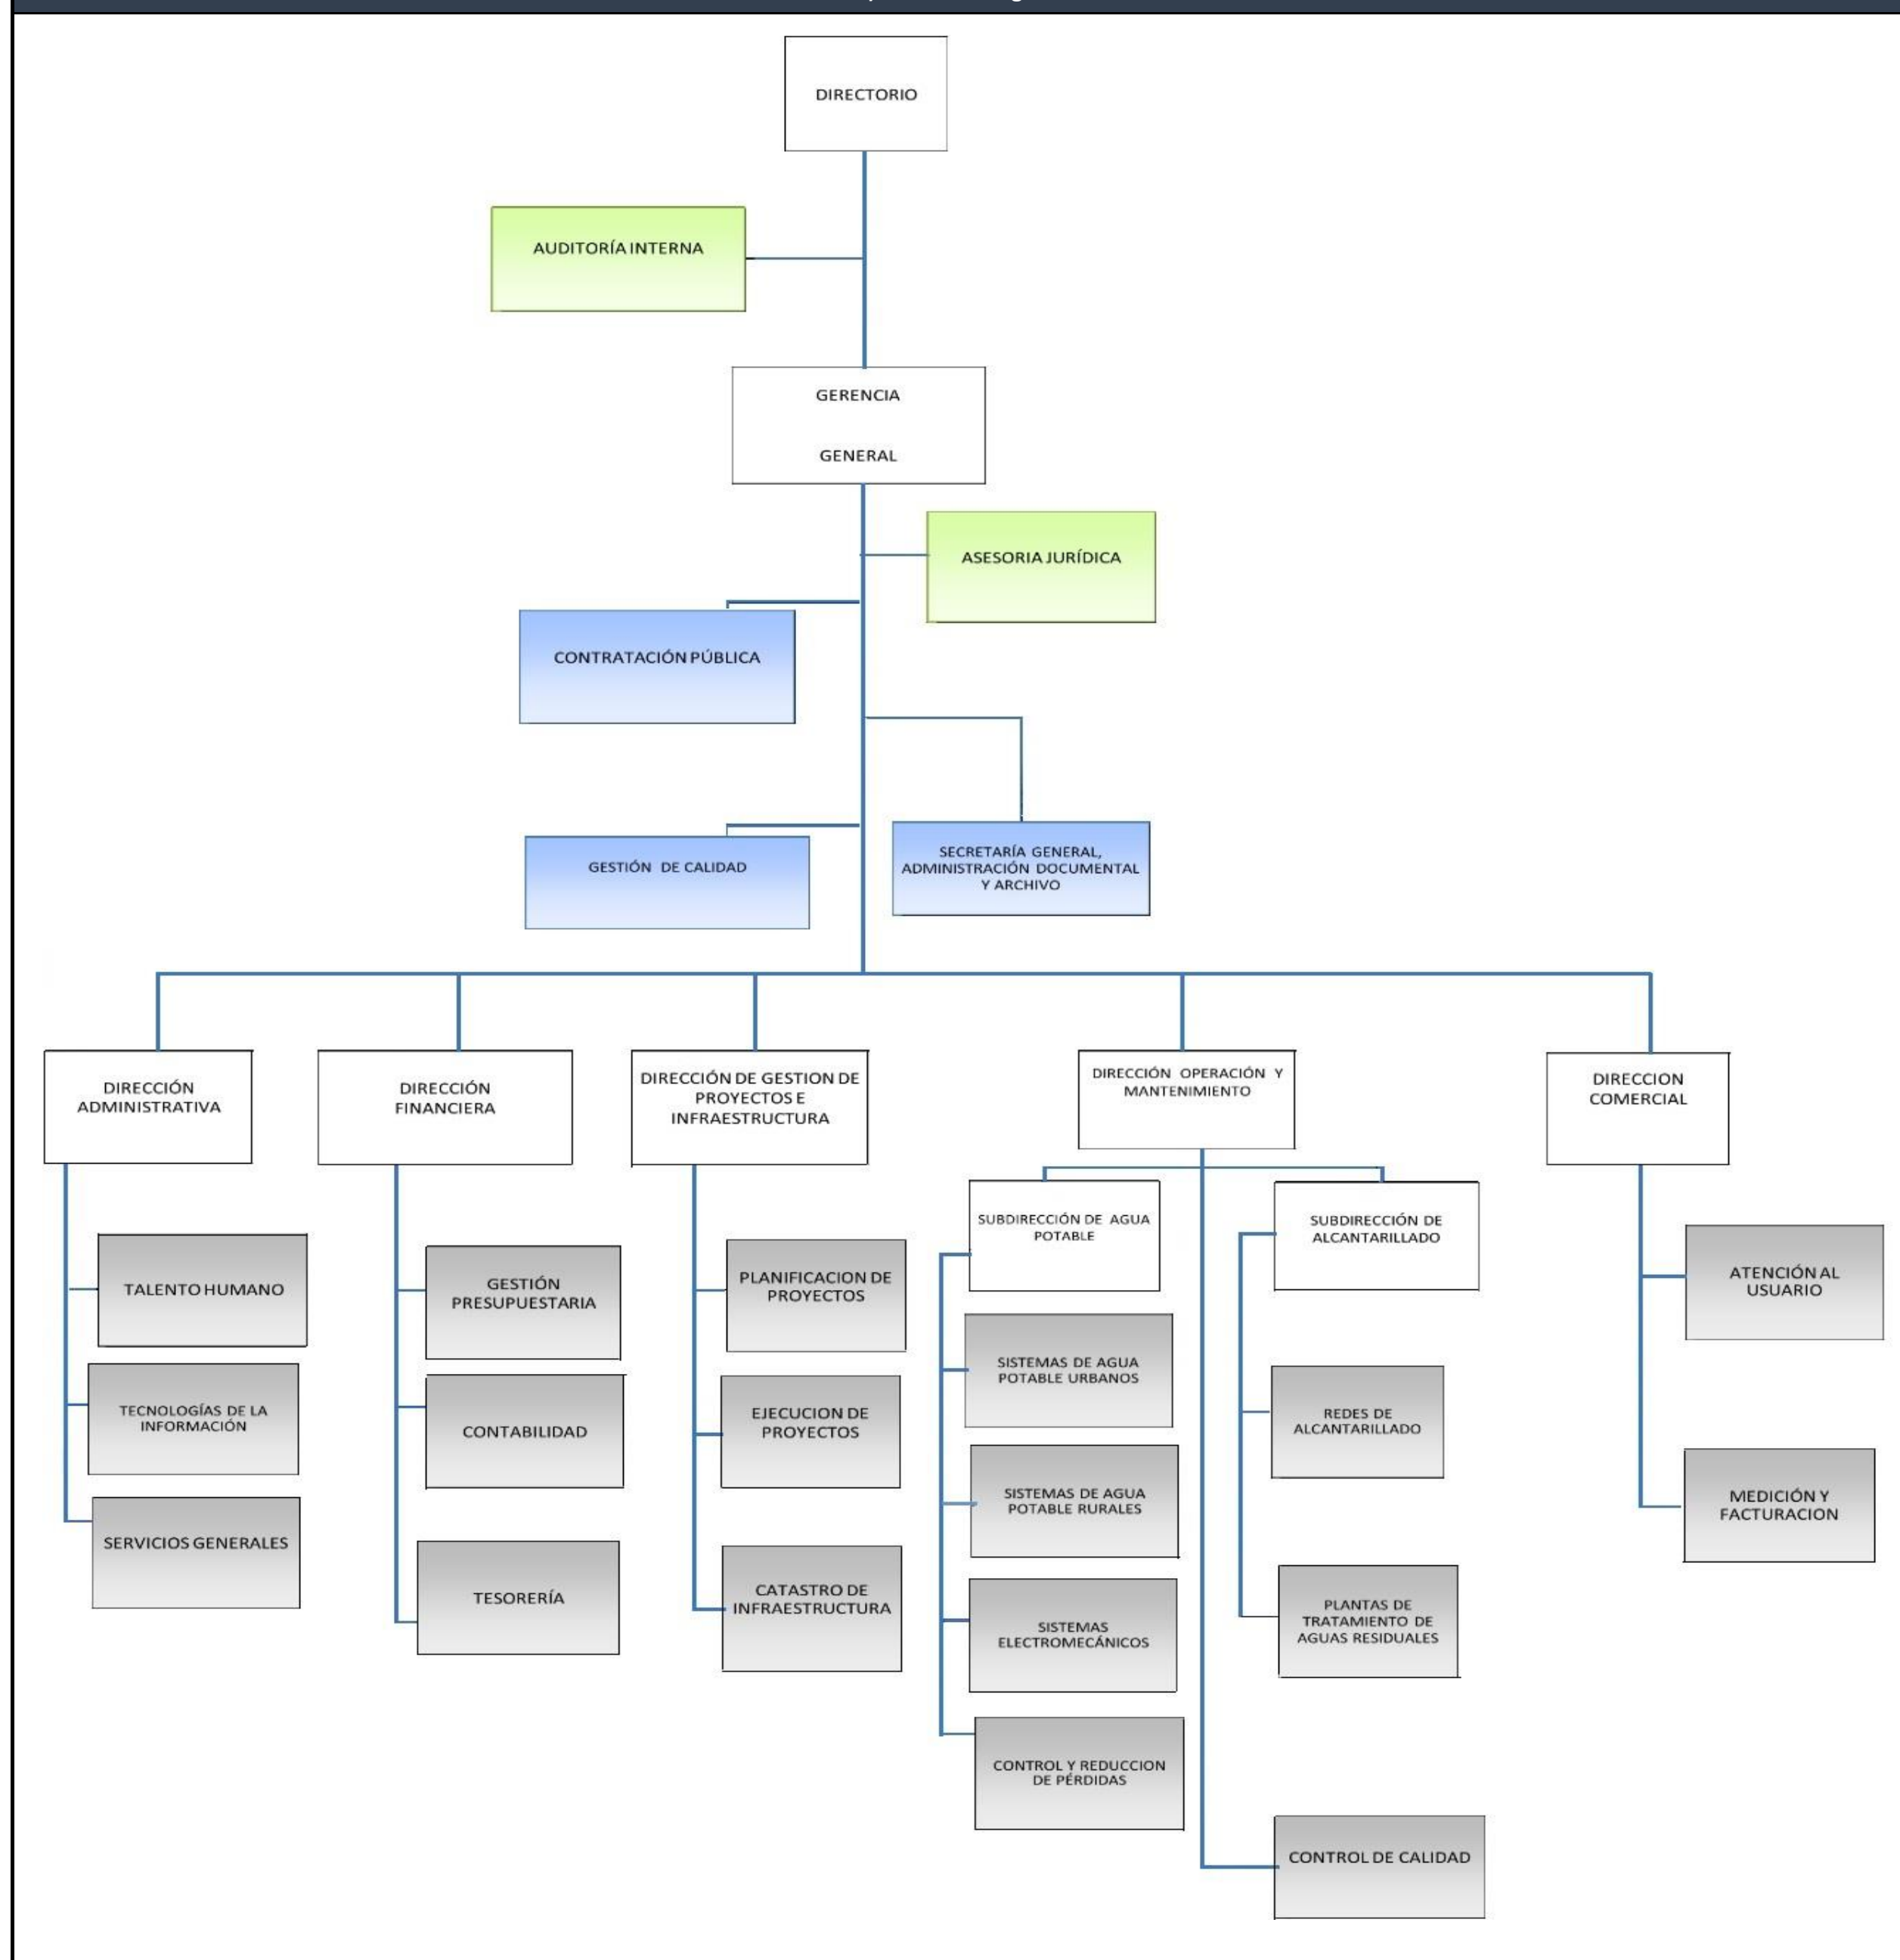 DIRECTORIO
AUDITORÍA INTERNA
GERENCIA
GENERAL
ASESORIA JURÍDICA
CONTRATACIÓN PÚBLICA
GESTIÓN DE CALIDAD
SECRETARÍA GENERAL,
ADMINISTRACIÓN DOCUMENTAL
Y ARCHIVO
DIRECCIÓN
ADMINISTRATIVA
DIRECCIÓN
FINANCIERA
DIRECCIÓN DE GESTION DE
PROYECTOS E
INFRAESTRUCTURA
DIRECCIÓN OPERACIÓN Y
MANTENIMIENTO
DIRECCION
COMERCIAL
TALENTO HUMANO
TECNOLOGÍAS DE LA
INFORMACIÓN
SERVICIOS GENERALES
GESTIÓN
PRESUPUESTARIA
CONTABILIDAD
TESORERÍA
PLANIFICACION DE
PROYECTOS
EJECUCION DE
PROYECTOS
CATASTRO DE
INFRAESTRUCTURA
SUBDIRECCIÓN DE AGUA
POTABLE
SISTEMAS DE AGUA
POTABLE URBANOS
SISTEMAS DE AGUA
POTABLE RURALES
SISTEMAS
ELECTROMECÁNICOS
CONTROL Y REDUCCION
DE PÉRDIDAS
SUBDIRECCIÓN DE
ALCANTARILLADO
REDES DE
ALCANTARILLADO
PLANTAS DE
TRATAMIENTO DE
AGUAS RESIDUALES
CONTROL DE CALIDAD
ATENCIÓN AL
USUARIO
MEDICIÓN Y
FACTURACION